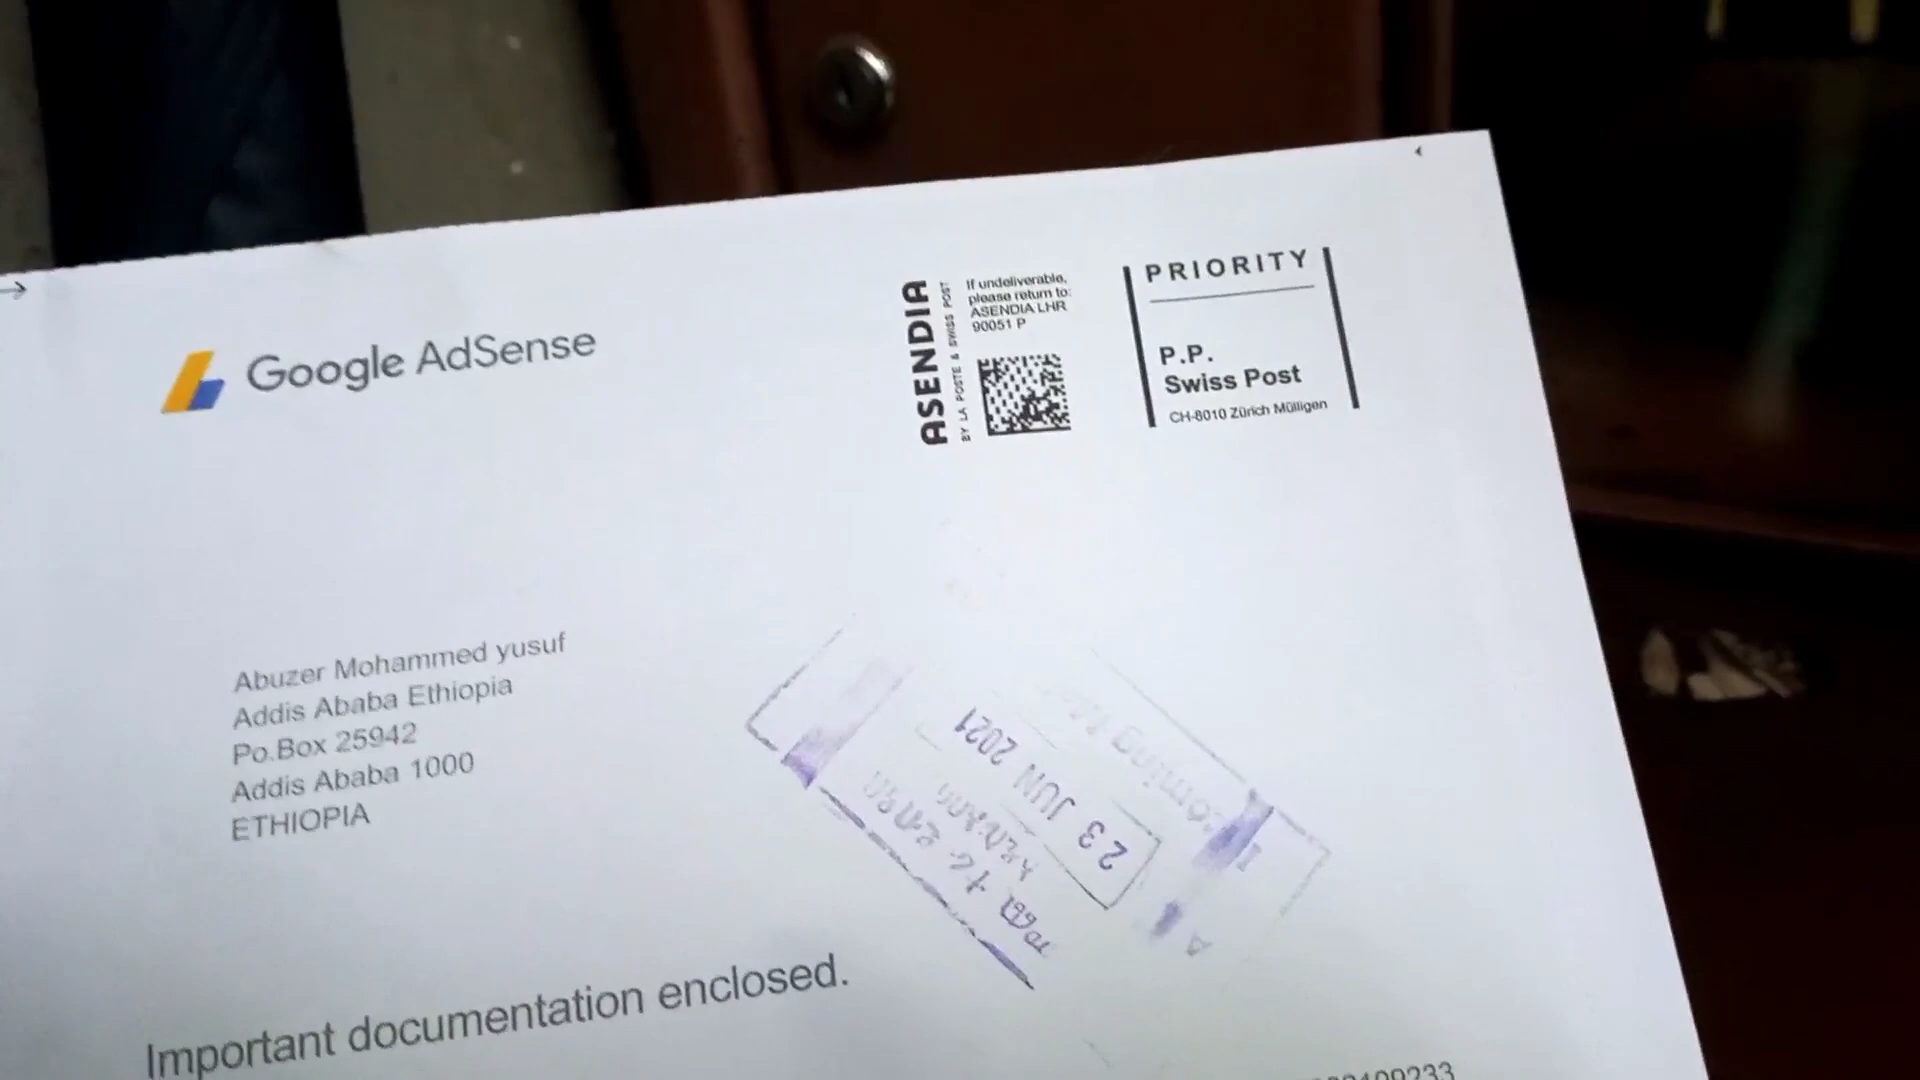 Google AdSense
ASENDIA
BY LA POSTE & SWISS POST
If undeliverable,
please return to:
ASENDIA LHR
90051 P
PRIORITY
P.P.
Swiss Post
CH-8010 Zürich Mülligen
Abuzer Mohammed yusuf
Addis Ababa Ethiopia
Po.Box 25942
Addis Ababa 1000
ETHIOPIA
23 JUN 2021
Important documentation enclosed.